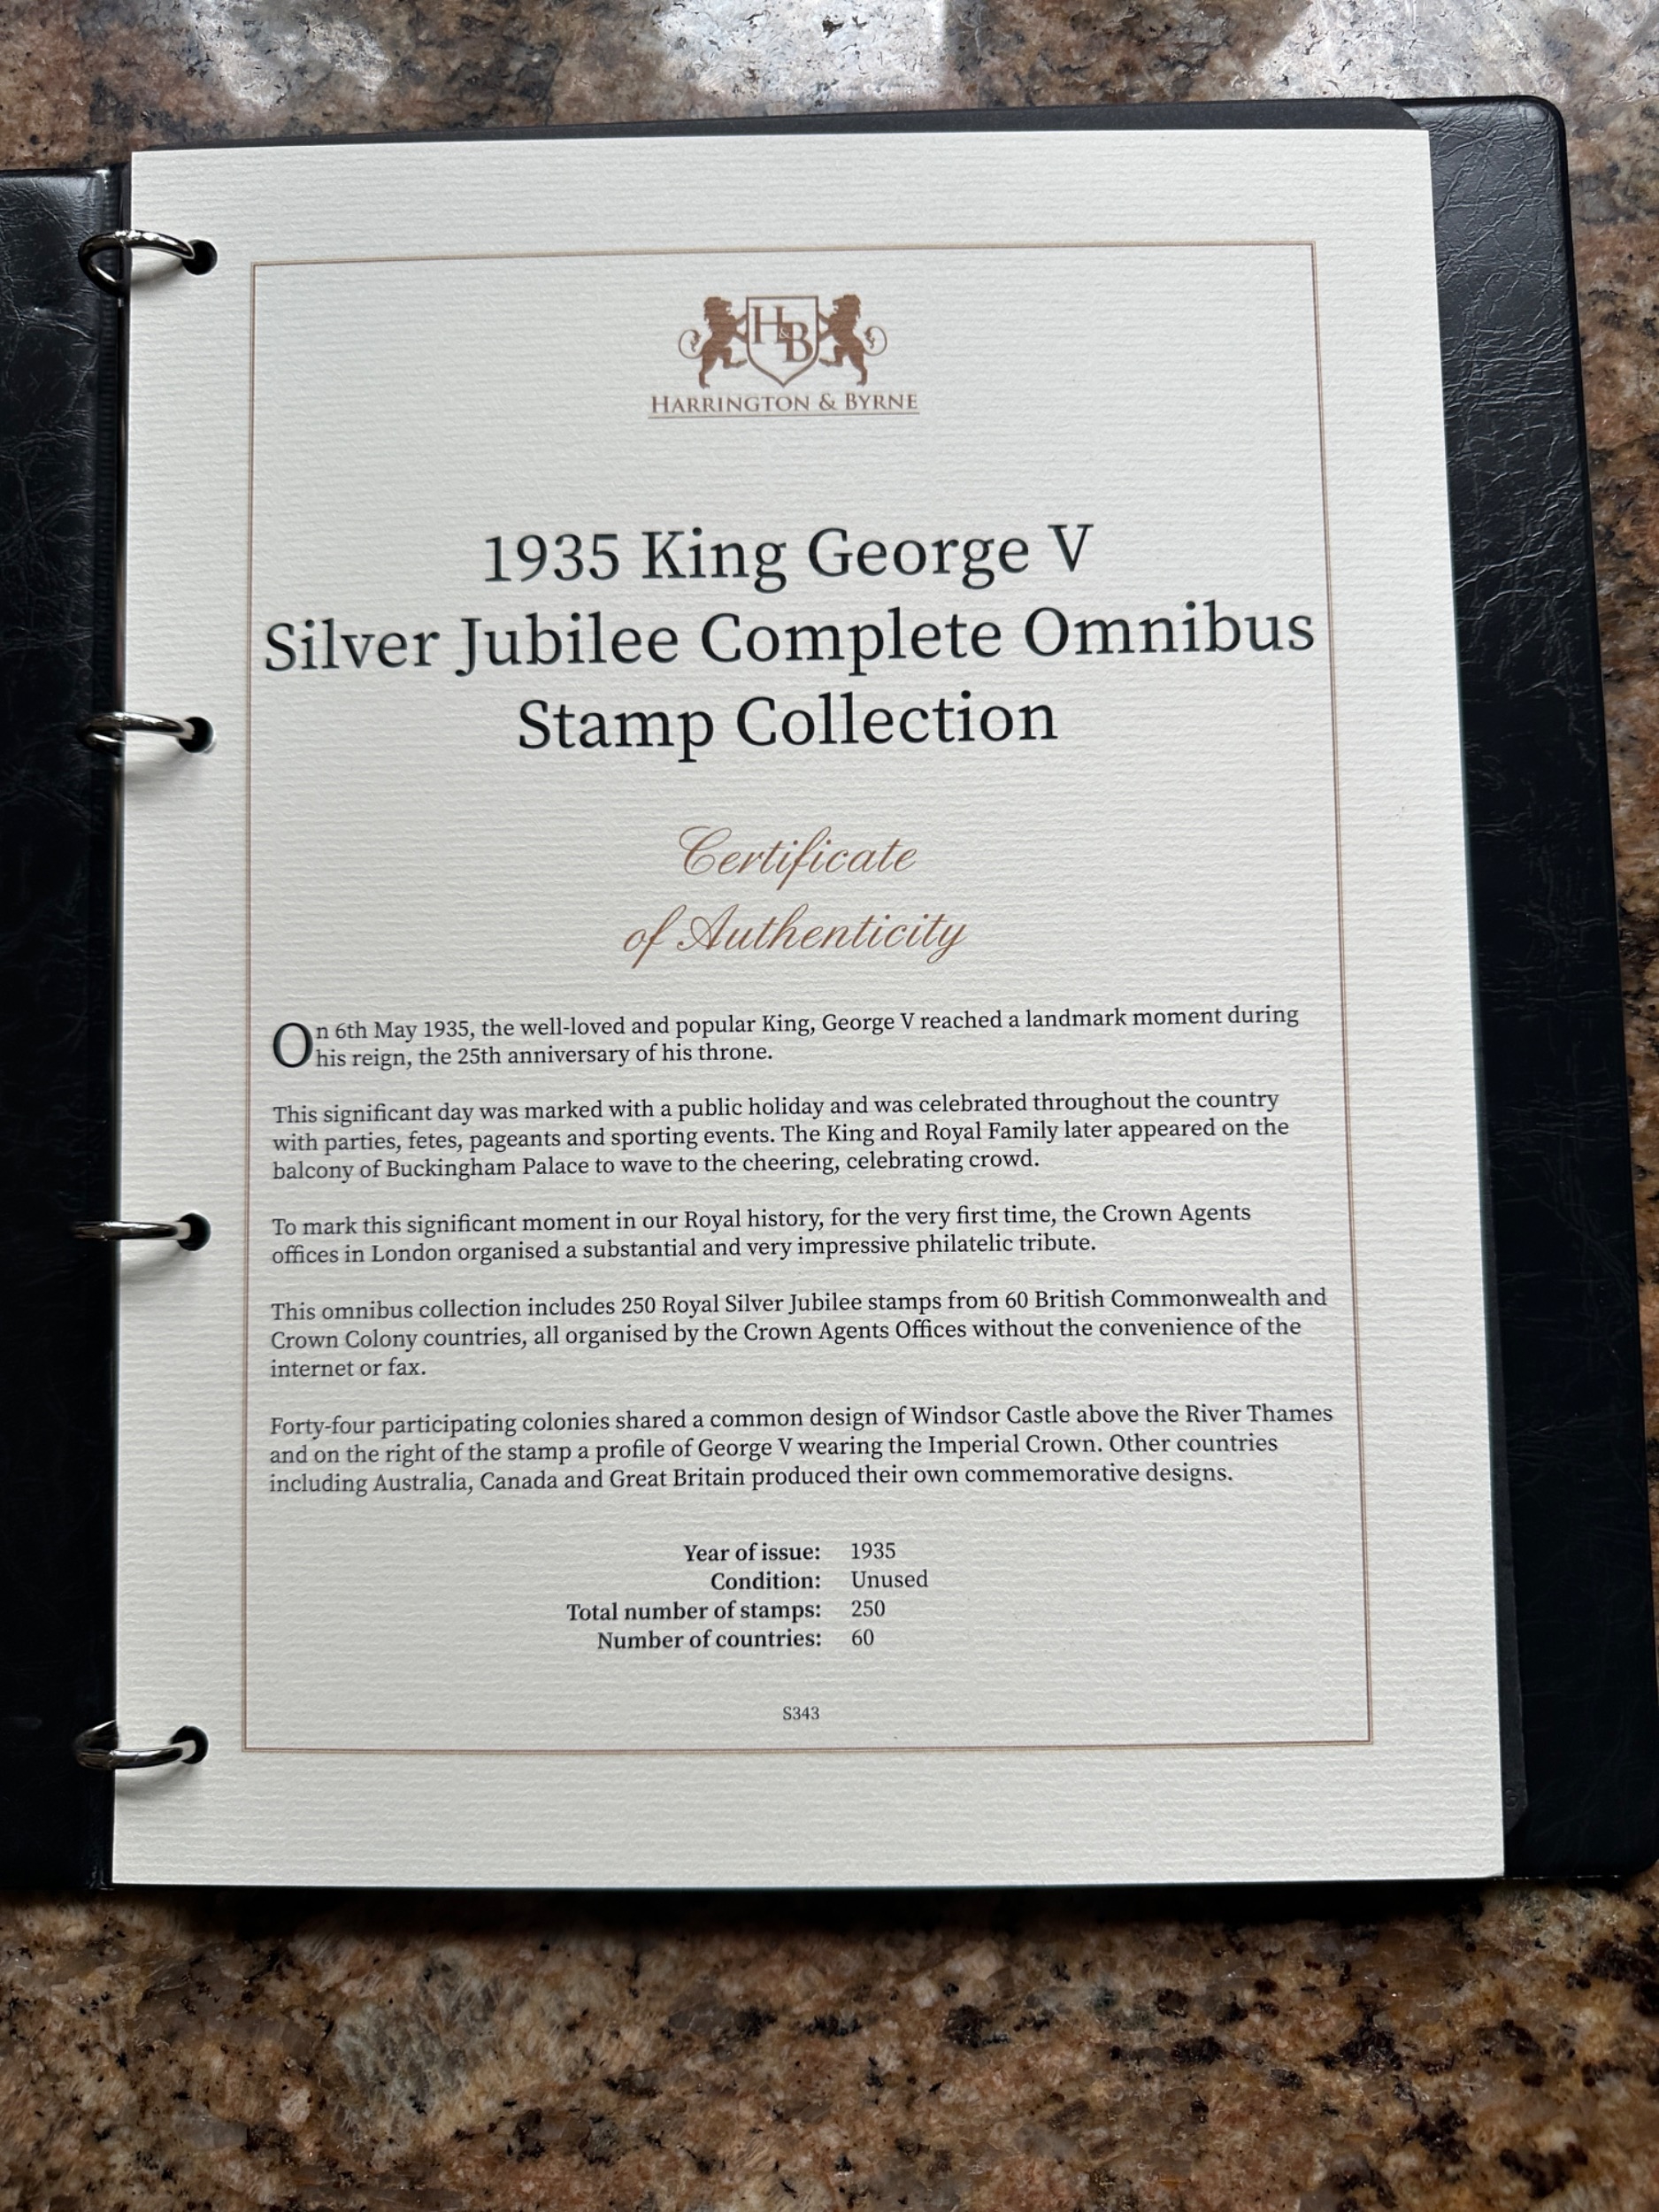 H&B
HARRINGTON & BYRNE
1935 King George V
Silver Jubilee Complete Omnibus
Stamp Collection
Certificate
of Authenticity
On 6th May 1935, the well-loved and popular King, George V reached a landmark moment during
his reign, the 25th anniversary of his throne.
This significant day was marked with a public holiday and was celebrated throughout the country
with parties, fetes, pageants and sporting events. The King and Royal Family later appeared on the
balcony of Buckingham Palace to wave to the cheering, celebrating crowd.
To mark this significant moment in our Royal history, for the very first time, the Crown Agents
offices in London organised a substantial and very impressive philatelic tribute.
This omnibus collection includes 250 Royal Silver Jubilee stamps from 60 British Commonwealth and
Crown Colony countries, all organised by the Crown Agents Offices without the convenience of the
internet or fax.
Forty-four participating colonies shared a common design of Windsor Castle above the River Thames
and on the right of the stamp a profile of George V wearing the Imperial Crown. Other countries
including Australia, Canada and Great Britain produced their own commemorative designs.
Year of issue: 1935
Condition: Unused
Total number of stamps: 250
Number of countries: 60
S343